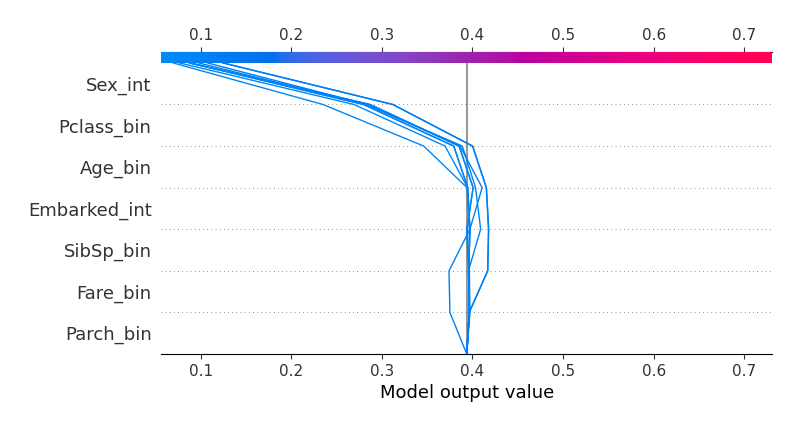 0.1 0.2 0.3 0.4 0.5 0.6 0.7
Sex_int
Pclass_bin
Age_bin
Embarked_int
SibSp_bin
Fare_bin
Parch_bin
0.1 0.2 0.3 0.4 0.5 0.6 0.7
Model output value